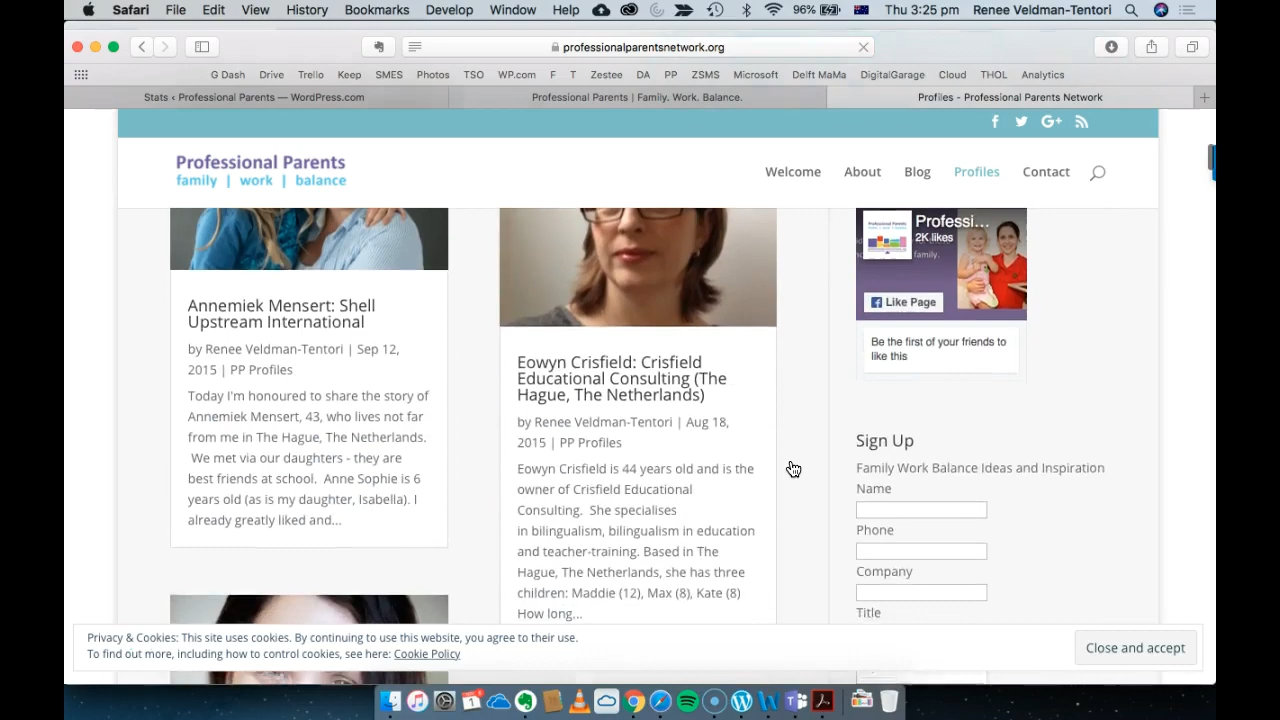 Safari File Edit View History Bookmarks Develop Window Help 96% Thu 3:25 pm Renee Veldman-Tentori
professionalparentsnetwork.org
G Dash Drive Trello Keep SMES Photos TSO WP.com F T Zestee DA PP ZSMS Microsoft Delft MaMa DigitalGarage Cloud THOL Analytics
Stats ‹ Professional Parents — WordPress.com Professional Parents | Family. Work. Balance. Profiles - Professional Parents Network
Professional Parents
family | work | balance
Welcome About Blog Profiles Contact
Annemiek Mensert: Shell
Upstream International
by Renee Veldman-Tentori | Sep 12,
2015 | PP Profiles
Today I'm honoured to share the story of
Annemiek Mensert, 43, who lives not far
from me in The Hague, The Netherlands.
We met via our daughters - they are
best friends at school.  Anne Sophie is 6
years old (as is my daughter, Isabella). I
already greatly liked and...
Eowyn Crisfield: Crisfield
Educational Consulting (The
Hague, The Netherlands)
by Renee Veldman-Tentori | Aug 18,
2015 | PP Profiles
Eowyn Crisfield is 44 years old and is the
owner of Crisfield Educational
Consulting.  She specialises
in bilingualism, bilingualism in education
and teacher-training. Based in The
Hague, The Netherlands, she has three
children: Maddie (12), Max (8), Kate (8)
How long...
Professional Parents
Professi...
2K likes
family.
Like Page
Be the first of your friends to
like this
Sign Up
Family Work Balance Ideas and Inspiration
Name
Phone
Company
Title
Privacy & Cookies: This site uses cookies. By continuing to use this website, you agree to their use.
To find out more, including how to control cookies, see here: Cookie Policy
Close and accept